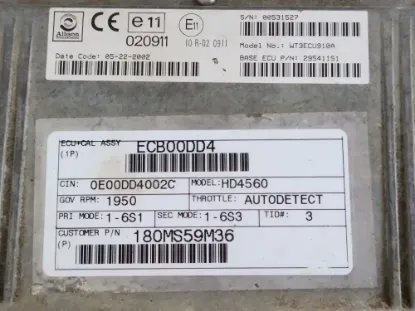 Allison
CE e 11 E11 S/N: 00531527
020911 10 R-02 0911 Model No.: WT3ECU910A
Date Code: 05-22-2002 BASE ECU P/N: 29541151
ECU+CAL ASSY ECB00DD4
(1P)
CIN: 0E00DD4002C MODEL: HD4560
GOV RPM: 1950 THROTTLE: AUTODETECT
PRI MODE: 1-6S1 SEC MODE: 1-6S3 TID#: 3
CUSTOMER P/N 180MS59M36
(P)